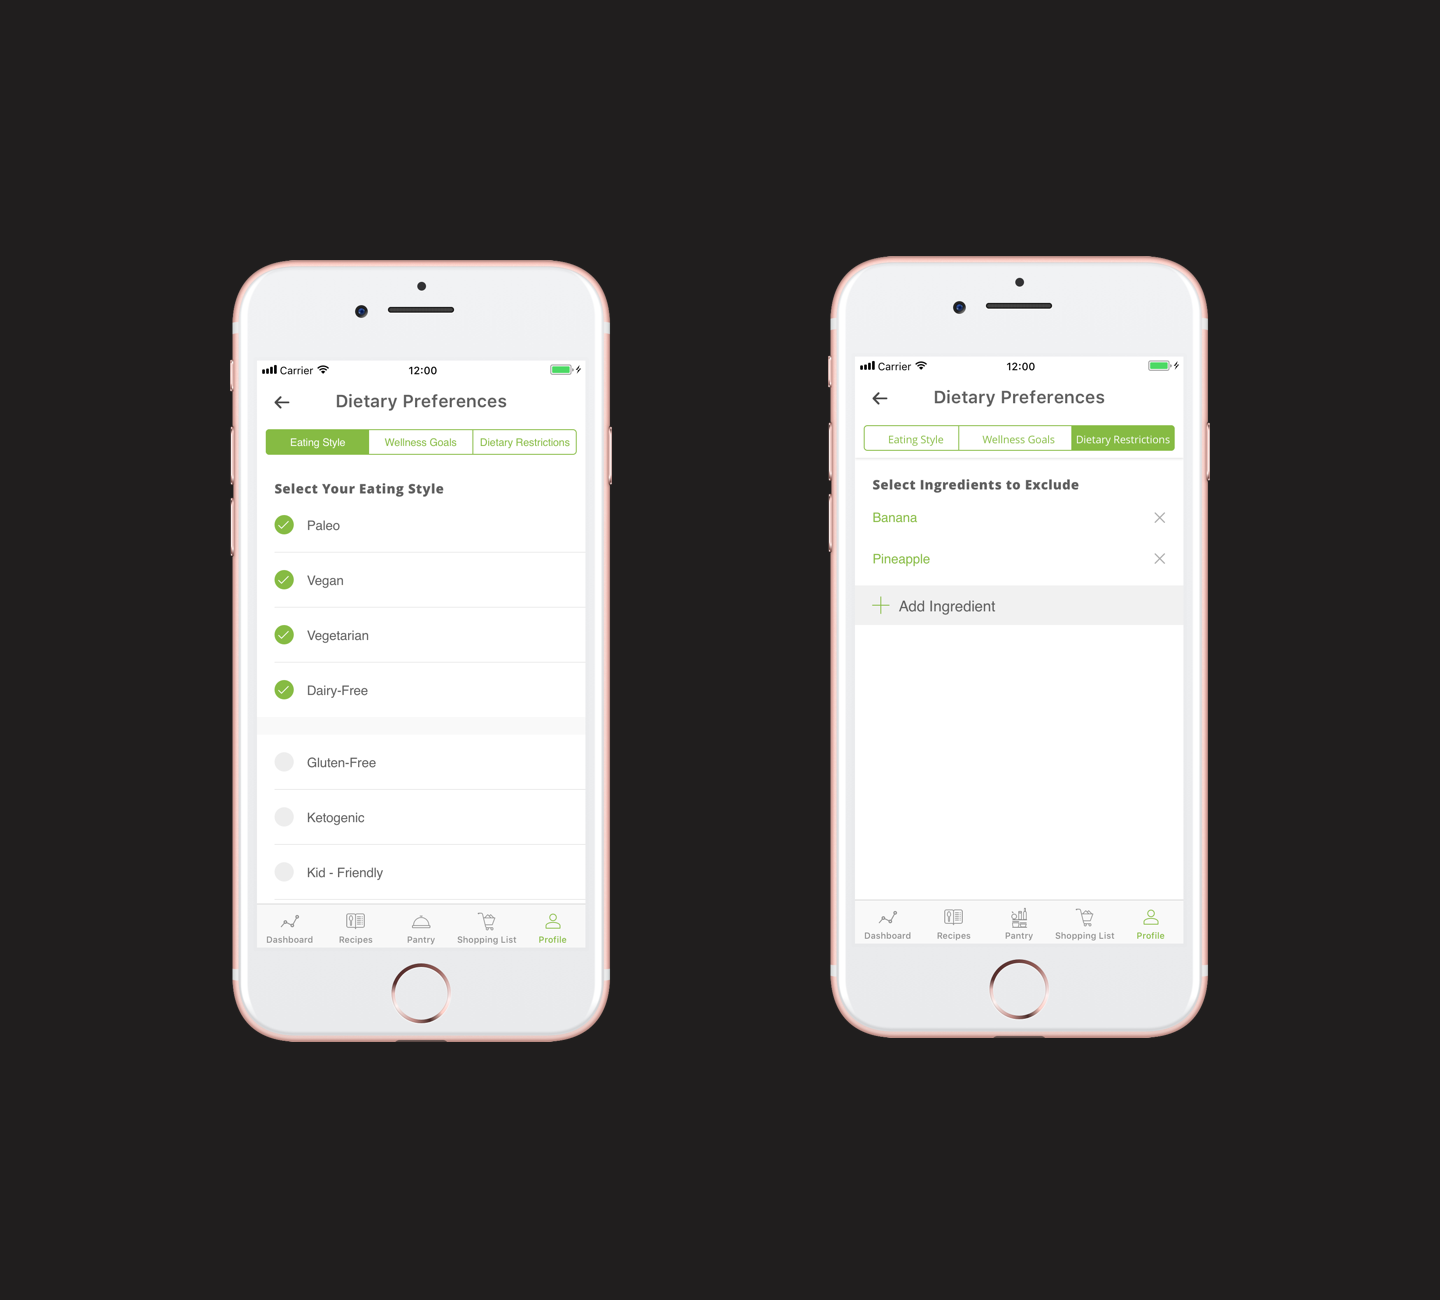 Carrier 12:00
Dietary Preferences
Eating Style Wellness Goals Dietary Restrictions
Select Your Eating Style
Paleo
Vegan
Vegetarian
Dairy-Free
Gluten-Free
Ketogenic
Kid - Friendly
Dashboard Recipes Pantry Shopping List Profile
Carrier 12:00
Dietary Preferences
Eating Style Wellness Goals Dietary Restrictions
Select Ingredients to Exclude
Banana
Pineapple
Add Ingredient
Dashboard Recipes Pantry Shopping List Profile